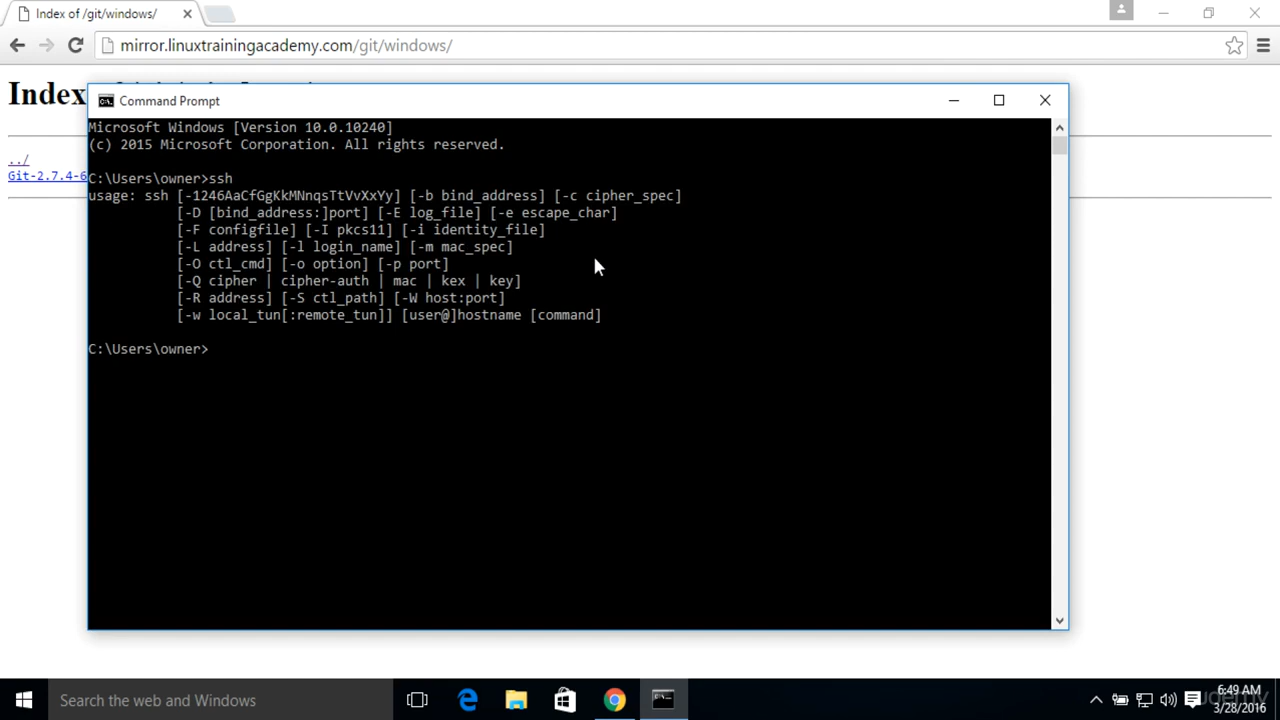 Index of /git/windows/
mirror.linuxtrainingacademy.com/git/windows/
Index
../
Git-2.7.4-6
Command Prompt
Microsoft Windows [Version 10.0.10240]
(c) 2015 Microsoft Corporation. All rights reserved.
C:\Users\owner>ssh
usage: ssh [-1246AaCfGgKkMNnqsTtVvXxYy] [-b bind_address] [-c cipher_spec]
[-D [bind_address:]port] [-E log_file] [-e escape_char]
[-F configfile] [-I pkcs11] [-i identity_file]
[-L address] [-l login_name] [-m mac_spec]
[-O ctl_cmd] [-o option] [-p port]
[-Q cipher | cipher-auth | mac | kex | key]
[-R address] [-S ctl_path] [-W host:port]
[-w local_tun[:remote_tun]] [user@]hostname [command]
C:\Users\owner>
Search the web and Windows
6:49 AM
3/28/2016